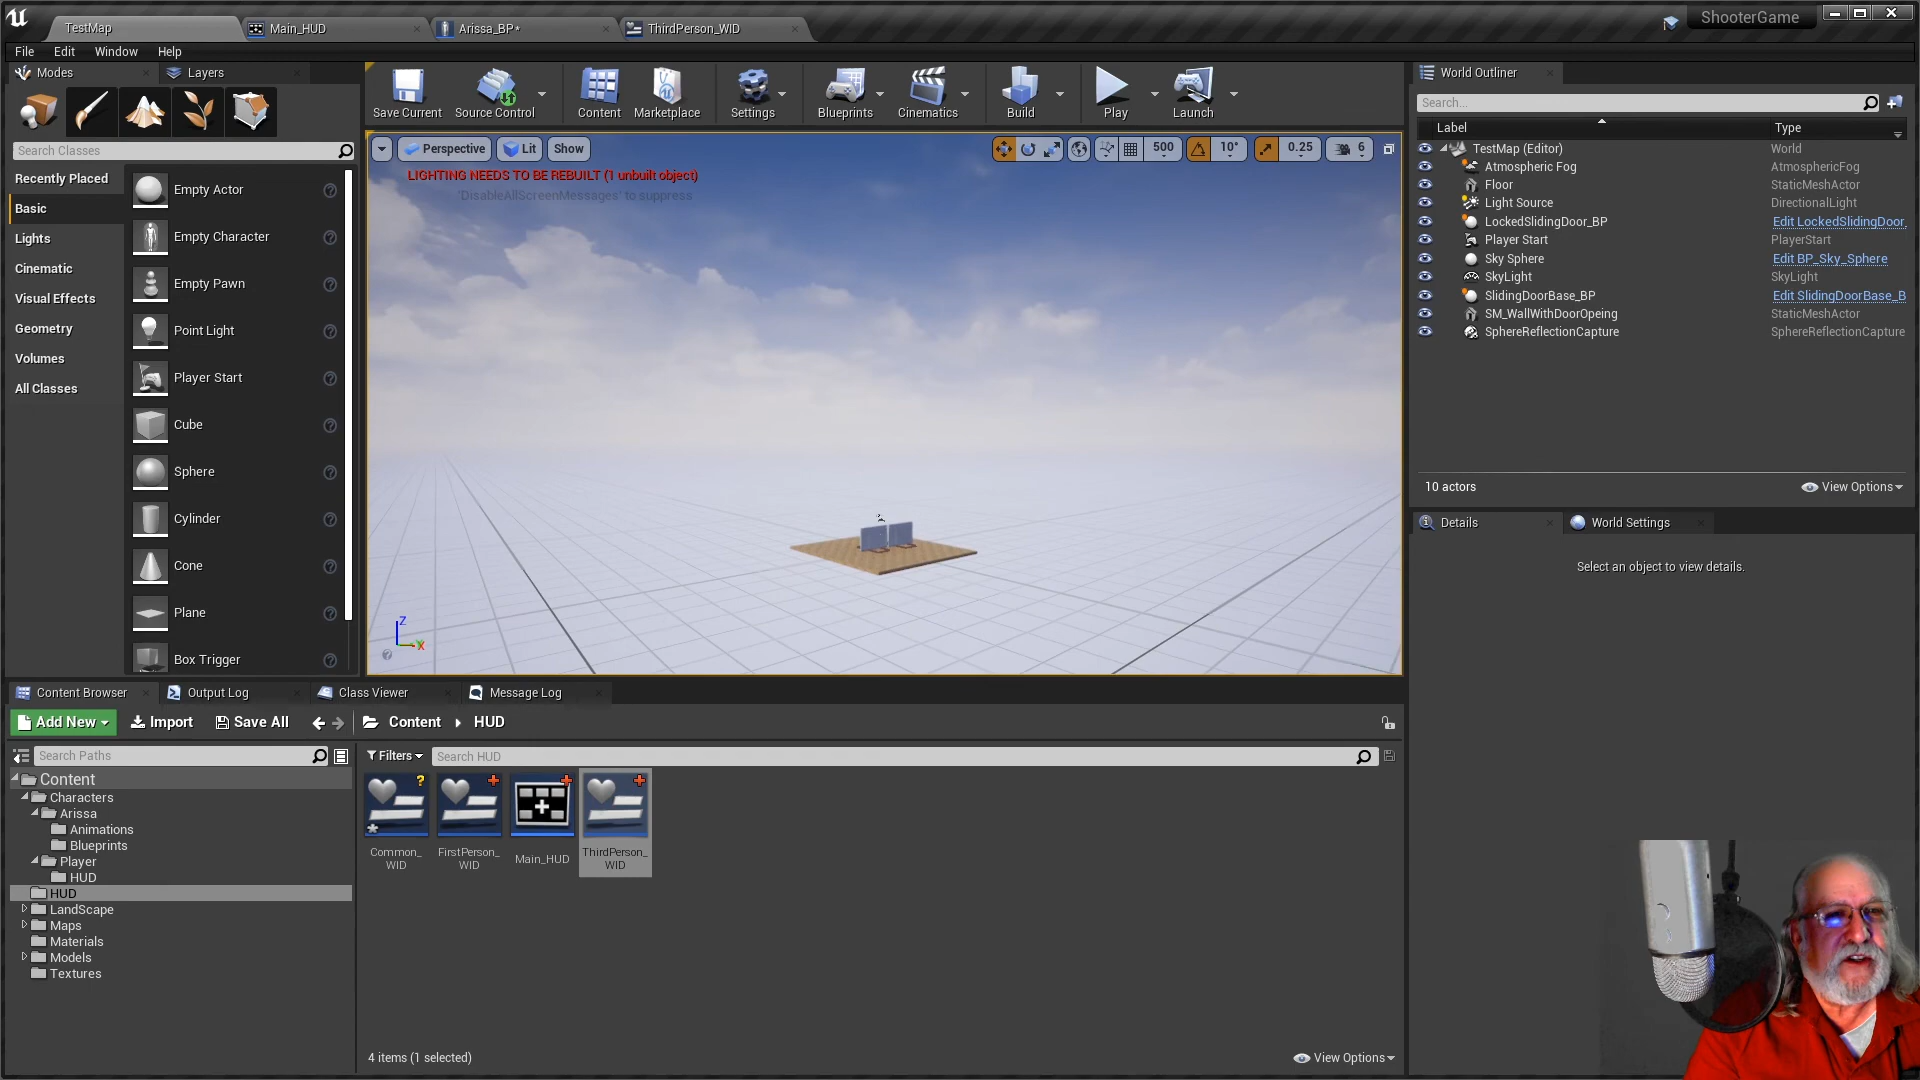 TestMap
Main_HUD
Arissa_BP*
ThirdPerson_WID
ShooterGame
File
Edit
Window
Help
Modes
Layers
Save Current
Source Control
Content
Marketplace
Settings
Blueprints
Cinematics
Build
Play
Launch
World Outliner
Search...
Label
Type
Search Classes
Recently Placed
Basic
Lights
Cinematic
Visual Effects
Geometry
Volumes
All Classes
Empty Actor
Empty Character
Empty Pawn
Point Light
Player Start
Cube
Sphere
Cylinder
Cone
Plane
Box Trigger
Perspective
Lit
Show
500
10°
0.25
6
LIGHTING NEEDS TO BE REBUILT (1 unbuilt object)
'DisableAllScreenMessages' to suppress
Z
X
TestMap (Editor) World
Atmospheric Fog AtmosphericFog
Floor StaticMeshActor
Light Source DirectionalLight
LockedSlidingDoor_BP Edit LockedSlidingDoor_
Player Start PlayerStart
Sky Sphere Edit BP_Sky_Sphere
SkyLight SkyLight
SlidingDoorBase_BP Edit SlidingDoorBase_B
SM_WallWithDoorOpeing StaticMeshActor
SphereReflectionCapture SphereReflectionCapture
10 actors
View Options
Details
World Settings
Select an object to view details.
Content Browser
Output Log
Class Viewer
Message Log
Add New
Import
Save All
Content
HUD
Search Paths
Filters
Search HUD
Content
Characters
Arissa
Animations
Blueprints
Player
HUD
HUD
LandScape
Maps
Materials
Models
Textures
Common_
WID
FirstPerson_
WID
Main_HUD
ThirdPerson_
WID
4 items (1 selected)
View Options